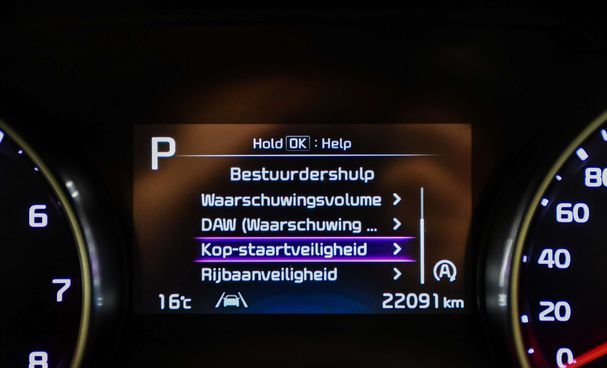 P
Hold OK : Help
Bestuurdershulp
Waarschuwingsvolume
DAW (Waarschuwing ...
Kop-staartveiligheid
Rijbaanveiligheid
A
16°c
22091 km
6
7
8
80
60
40
20
0